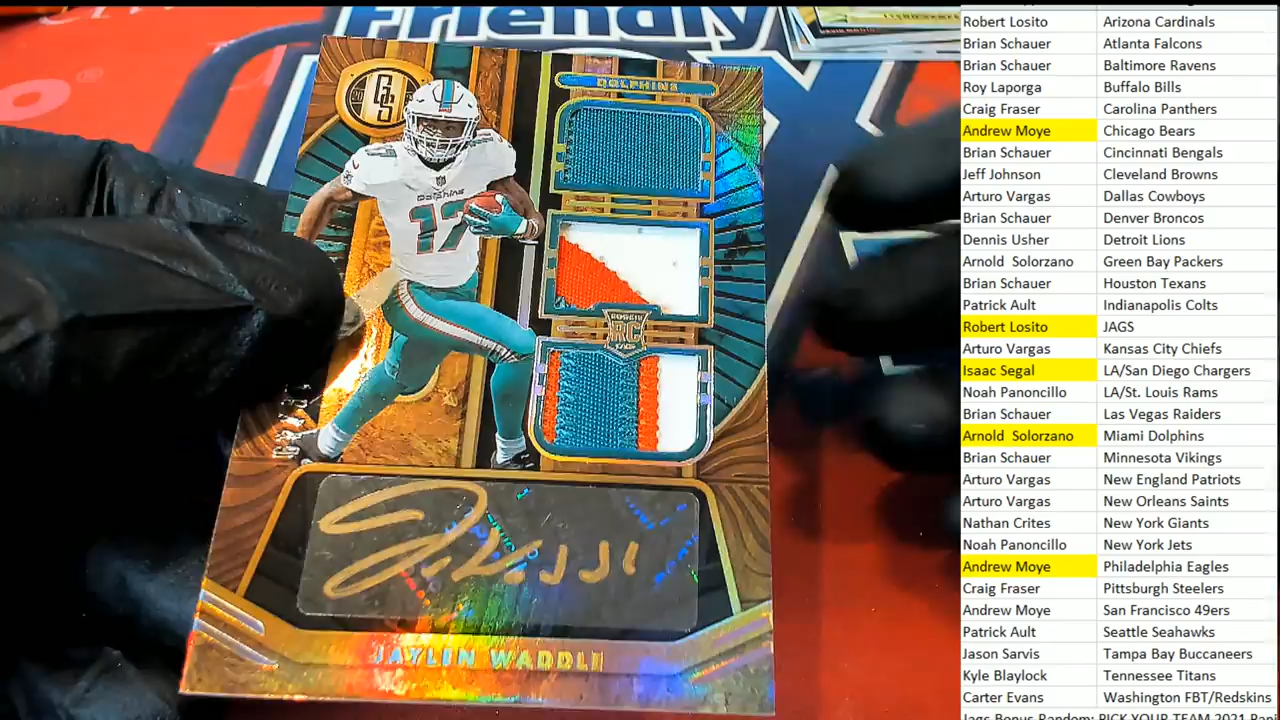 Friendly
GS
DOLPHINS
17
Dolphins
17
ROOKIE
RC
JAYLEN WADDLE
Robert Losito Arizona Cardinals
Brian Schauer Atlanta Falcons
Brian Schauer Baltimore Ravens
Roy Laporga Buffalo Bills
Craig Fraser Carolina Panthers
Andrew Moye Chicago Bears
Brian Schauer Cincinnati Bengals
Jeff Johnson Cleveland Browns
Arturo Vargas Dallas Cowboys
Brian Schauer Denver Broncos
Dennis Usher Detroit Lions
Arnold Solorzano Green Bay Packers
Brian Schauer Houston Texans
Patrick Ault Indianapolis Colts
Robert Losito JAGS
Arturo Vargas Kansas City Chiefs
Isaac Segal LA/San Diego Chargers
Noah Panoncillo LA/St. Louis Rams
Brian Schauer Las Vegas Raiders
Arnold Solorzano Miami Dolphins
Brian Schauer Minnesota Vikings
Arturo Vargas New England Patriots
Arturo Vargas New Orleans Saints
Nathan Crites New York Giants
Noah Panoncillo New York Jets
Andrew Moye Philadelphia Eagles
Craig Fraser Pittsburgh Steelers
Andrew Moye San Francisco 49ers
Patrick Ault Seattle Seahawks
Jason Sarvis Tampa Bay Buccaneers
Kyle Blaylock Tennessee Titans
Carter Evans Washington FBT/Redskins
Jags Bonus Random: PICK YOUR TEAM 2021